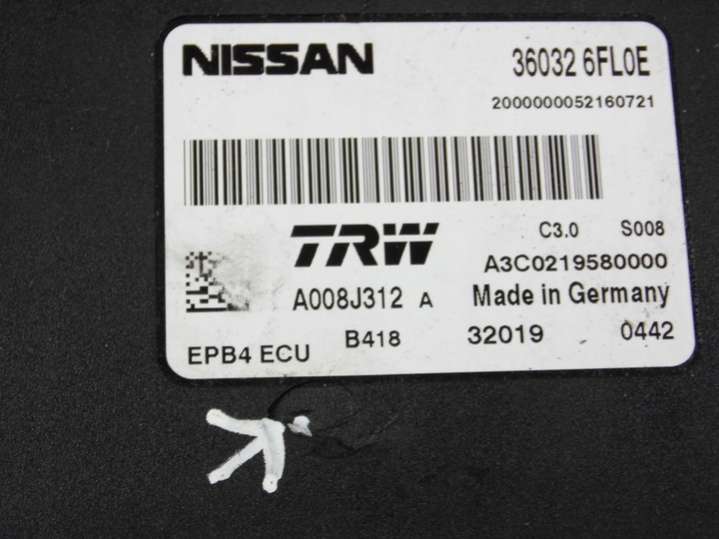 NISSAN 36032 6FL0E
2000000052160721
TRW C3.0 S008
A3C0219580000
A008J312 A Made in Germany
EPB4 ECU B418 32019 0442